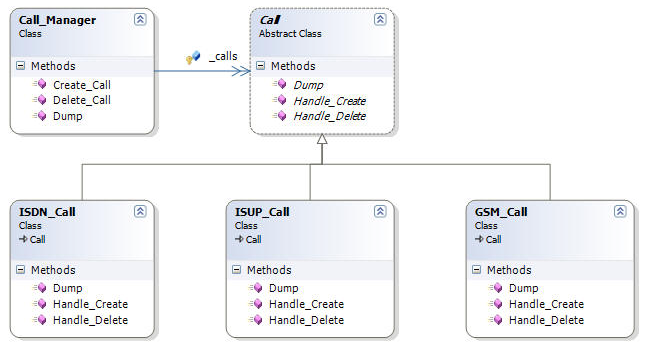 Call_Manager
Class
Methods
Create_Call
Delete_Call
Dump
_calls
Call
Abstract Class
Methods
Dump
Handle_Create
Handle_Delete
ISDN_Call
Class
Call
Methods
Dump
Handle_Create
Handle_Delete
ISUP_Call
Class
Call
Methods
Dump
Handle_Create
Handle_Delete
GSM_Call
Class
Call
Methods
Dump
Handle_Create
Handle_Delete